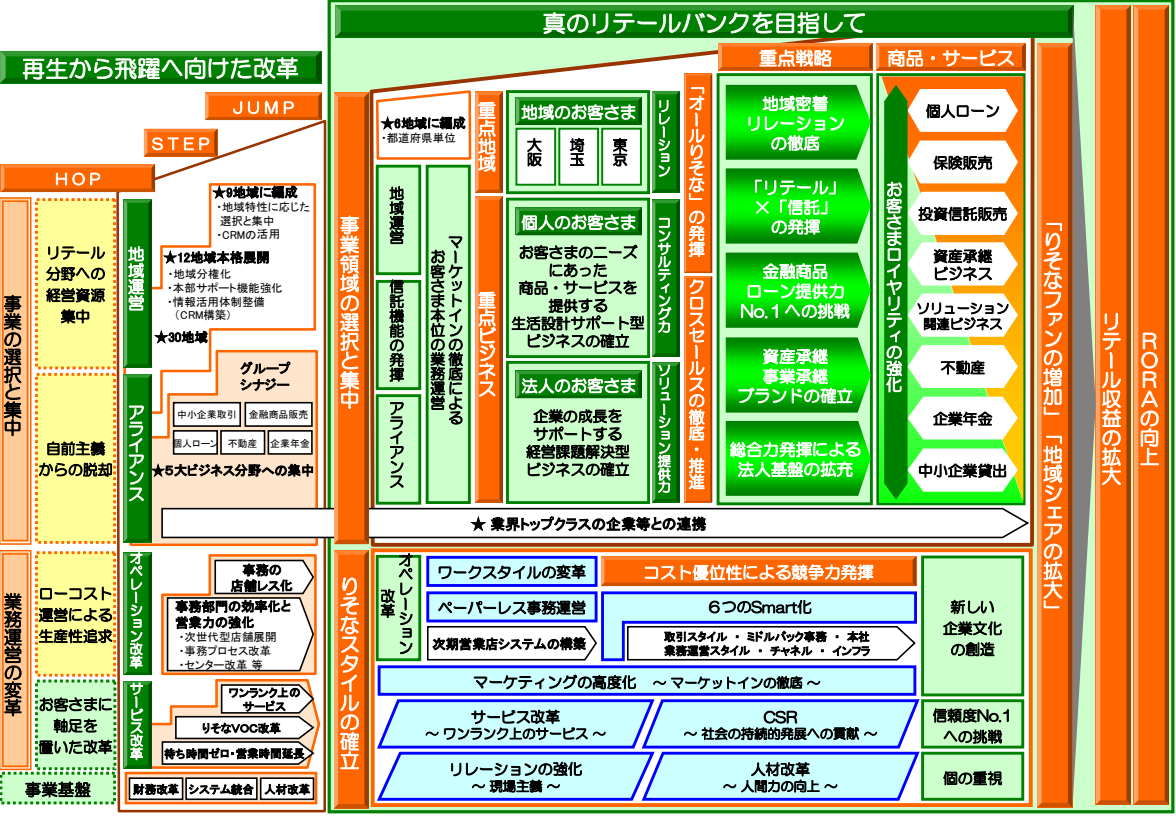 真のリテールバンクを目指して
再生から飛躍へ向けた改革
JUMP
STEP
HOP
事業の選択と集中
リテール
分野への
経営資源
集中
自前主義
からの脱却
業務運営の変革
ローコスト
運営による
生産性追求
お客さまに
軸足を
置いた改革
事業基盤
地域運営
★9地域に編成
・地域特性に応じた
選択と集中
・CRMの活用
★12地域本格展開
・地域分権化
・本部サポート機能強化
・情報活用体制整備
(CRM構築)
★30地域
アライアンス
グループ
シナジー
中小企業取引
金融商品販売
個人ローン
不動産
企業年金
★5大ビジネス分野への集中
オペレーション改革
事務の
店舗レス化
事務部門の効率化と
営業力の強化
・次世代型店舗展開
・事務プロセス改革
・センター改革 等
サービス改革
ワンランク上の
サービス
りそなVOC改革
待ち時間ゼロ・営業時間延長
財務改革
システム統合
人材改革
事業領域の選択と集中
★6地域に編成
・都道府県単位
地域運営
信託機能の発揮
アライアンス
マーケットインの徹底による
お客さま本位の業務運営
重点地域
地域のお客さま
大阪
埼玉
東京
リレーション
重点ビジネス
個人のお客さま
お客さまのニーズ
にあった
商品・サービスを
提供する
生活設計サポート型
ビジネスの確立
コンサルティング力
法人のお客さま
企業の成長を
サポートする
経営課題解決型
ビジネスの確立
ソリューション提供力
「オールりそな」の発揮
クロスセールスの徹底・推進
重点戦略
地域密着
リレーション
の徹底
「リテール」
×「信託」
の発揮
金融商品
ローン提供力
No.1への挑戦
資産承継
事業承継
ブランドの確立
総合力発揮による
法人基盤の拡充
商品・サービス
お客さまロイヤリティの強化
個人ローン
保険販売
投資信託販売
資産承継
ビジネス
ソリューション
関連ビジネス
不動産
企業年金
中小企業貸出
★ 業界トップクラスの企業等との連携
りそなスタイルの確立
オペレーション
改革
ワークスタイルの変革
ペーパーレス事務運営
次期営業店システムの構築
コスト優位性による競争力発揮
6つのSmart化
取引スタイル ・ ミドルバック事務 ・ 本社
業務運営スタイル ・ チャネル ・ インフラ
マーケティングの高度化 ～ マーケットインの徹底 ～
サービス改革
～ ワンランク上のサービス ～
CSR
～ 社会の持続的発展への貢献 ～
リレーションの強化
～ 現場主義 ～
人材改革
～ 人間力の向上 ～
新しい
企業文化
の創造
信頼度No.1
への挑戦
個の重視
「りそなファンの増加」「地域シェアの拡大」
リテール収益の拡大
RORAの向上